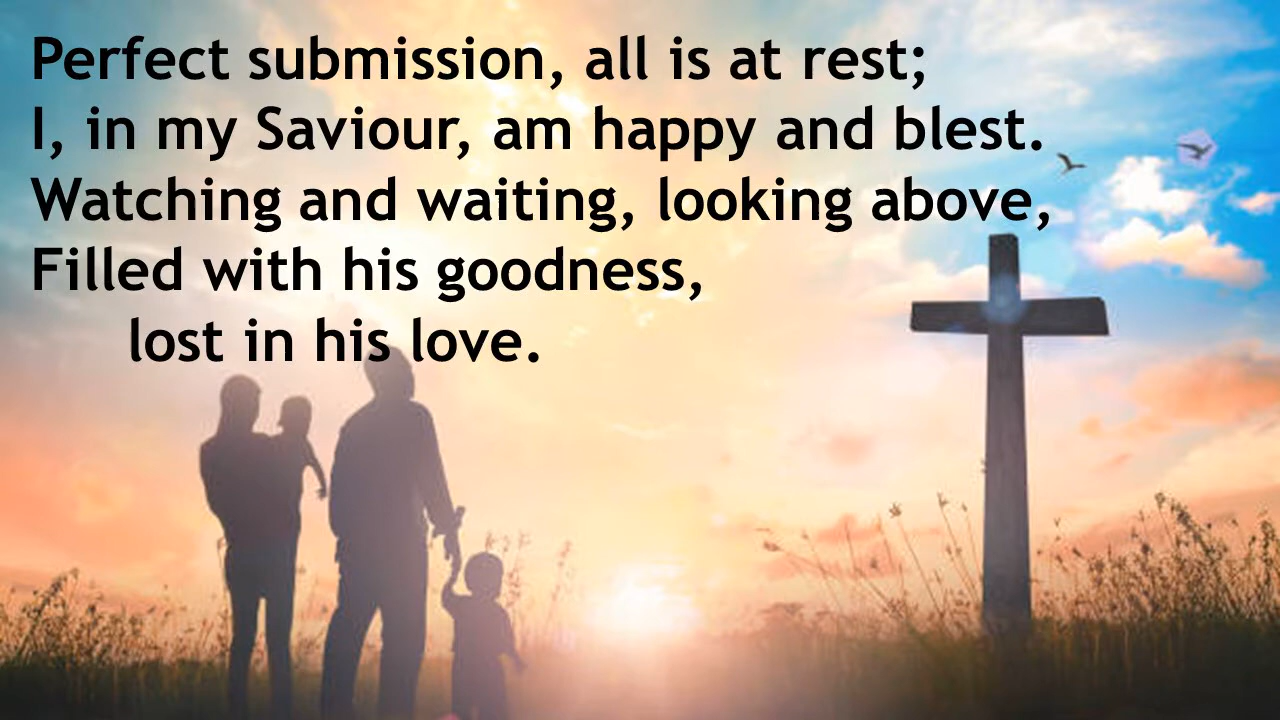 Perfect submission, all is at rest;
I, in my Saviour, am happy and blest.
Watching and waiting, looking above,
Filled with his goodness,
lost in his love.